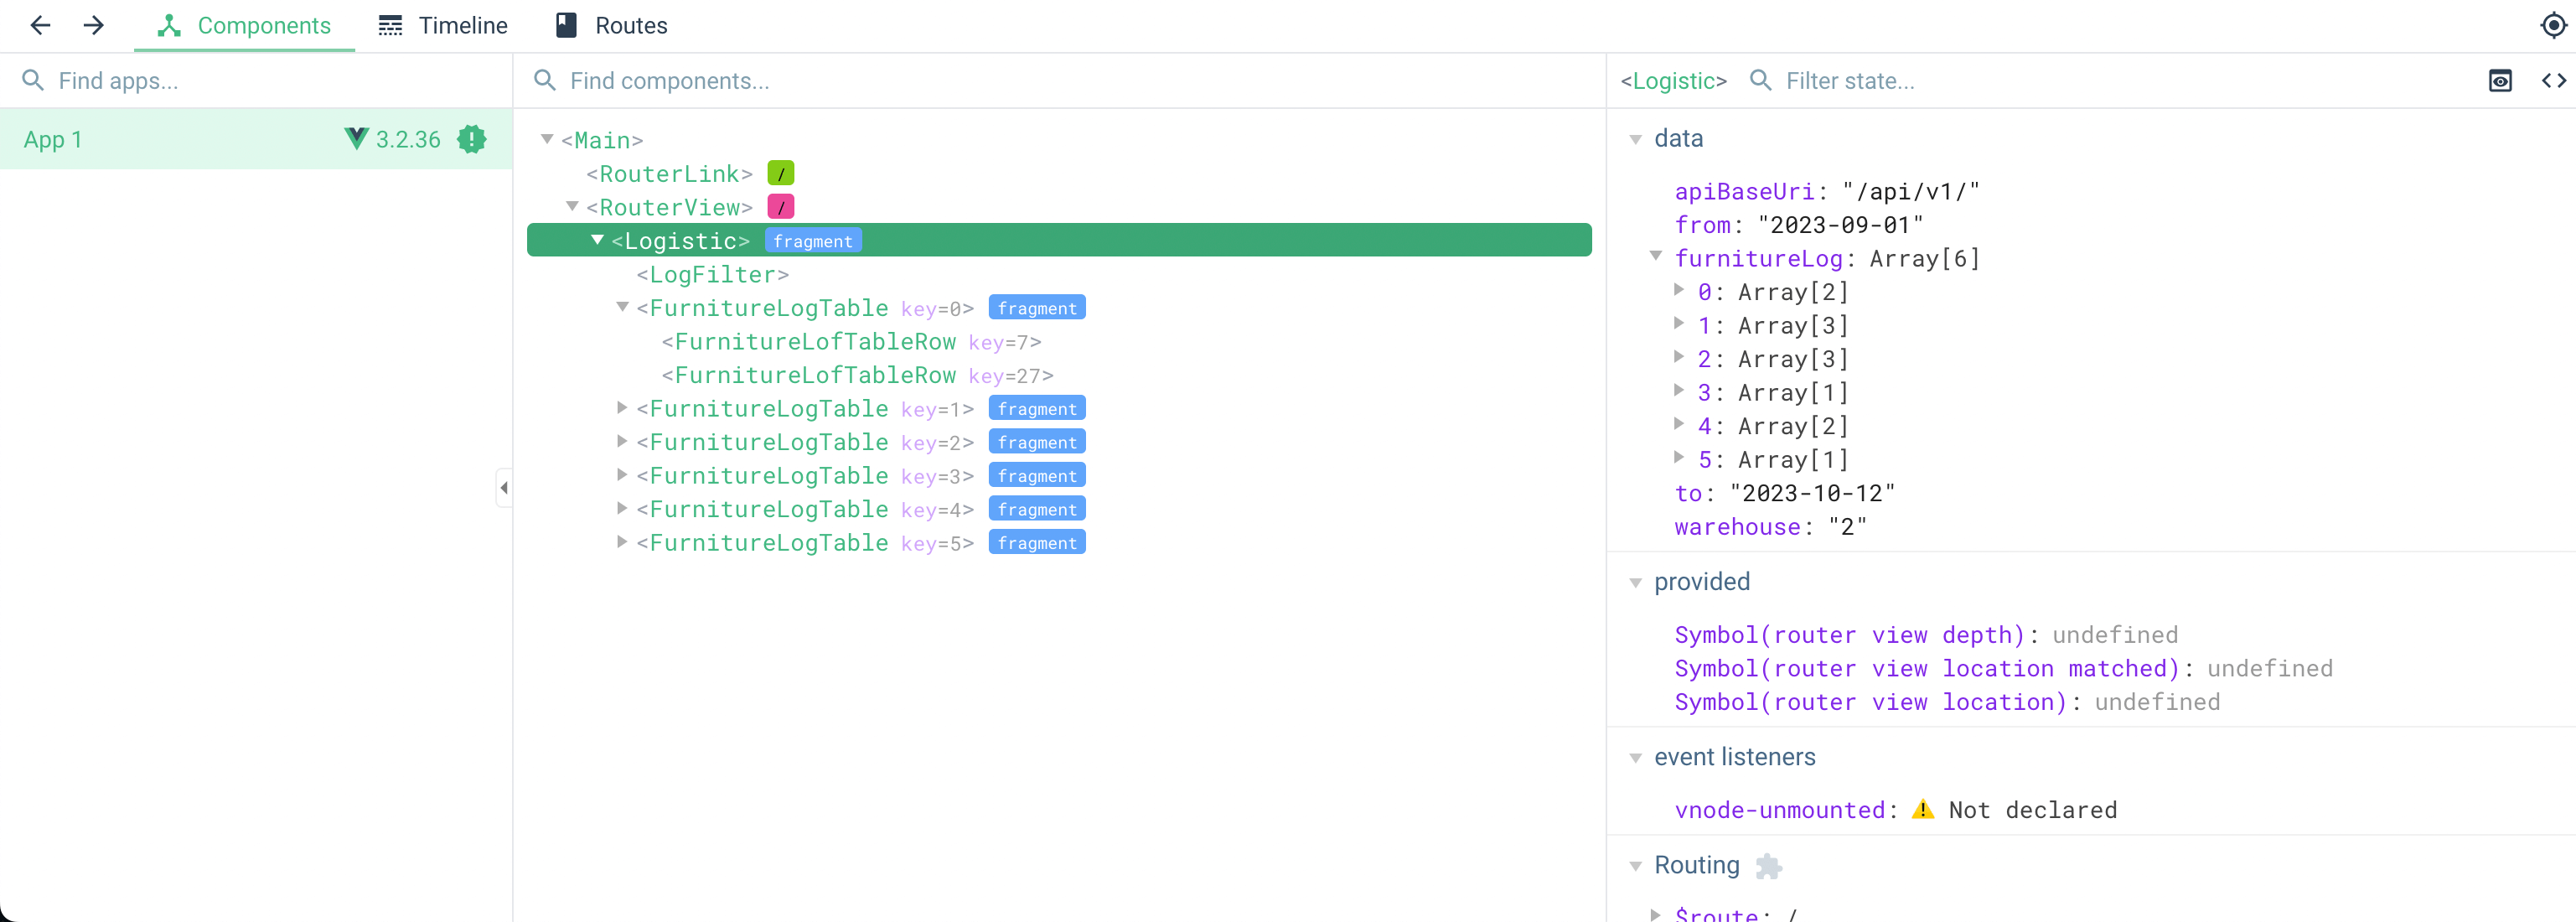 Components Timeline Routes
Find apps...
App 1 3.2.36
Find components...
<Main>
<RouterLink> /
<RouterView> /
<Logistic> fragment
<LogFilter>
<FurnitureLogTable key=0> fragment
<FurnitureLofTableRow key=7>
<FurnitureLofTableRow key=27>
<FurnitureLogTable key=1> fragment
<FurnitureLogTable key=2> fragment
<FurnitureLogTable key=3> fragment
<FurnitureLogTable key=4> fragment
<FurnitureLogTable key=5> fragment
<Logistic> Filter state...
data
apiBaseUri: "/api/v1/"
from: "2023-09-01"
furnitureLog: Array[6]
0: Array[2]
1: Array[3]
2: Array[3]
3: Array[1]
4: Array[2]
5: Array[1]
to: "2023-10-12"
warehouse: "2"
provided
Symbol(router view depth): undefined
Symbol(router view location matched): undefined
Symbol(router view location): undefined
event listeners
vnode-unmounted: Not declared
Routing
$route: /